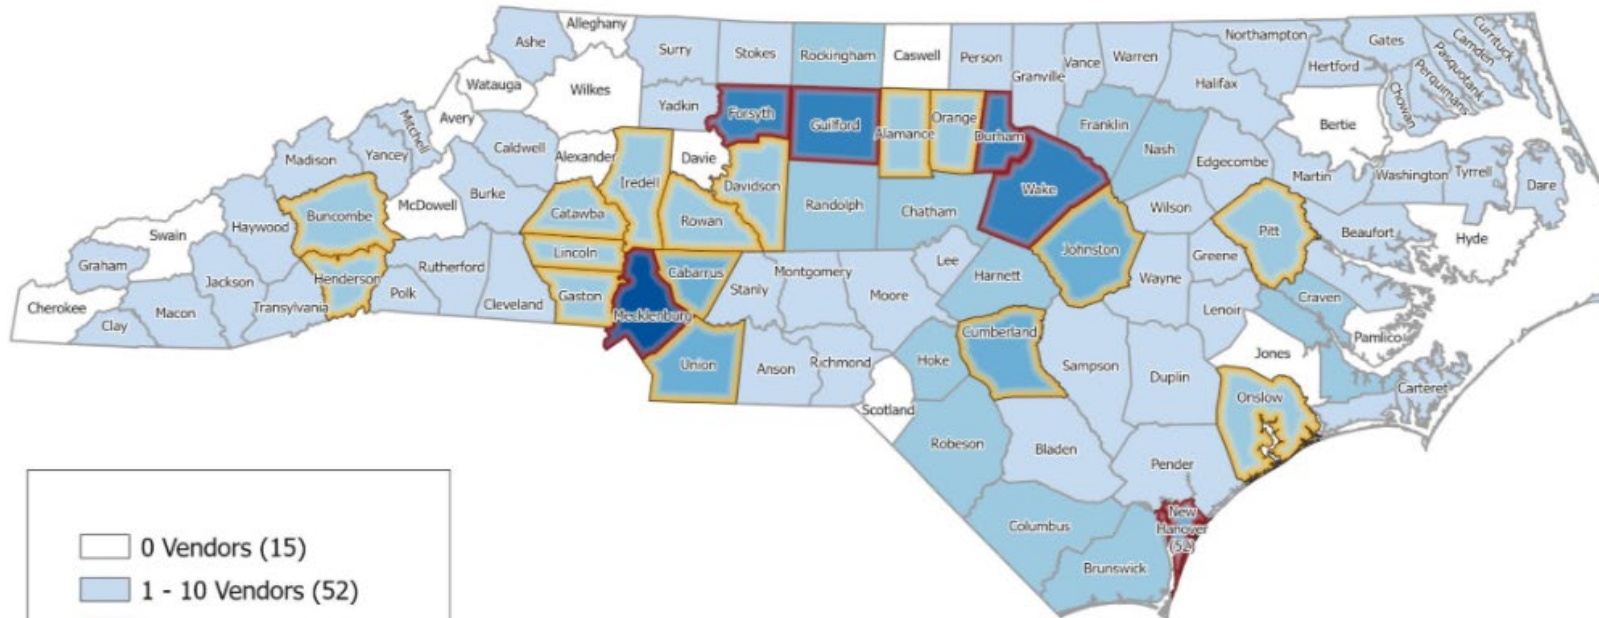 Alleghany
Ashe
Surry
Stokes
Rockingham
Caswell
Person
Granville
Vance
Warren
Northampton
Gates
Currituck
Camden
Pasquotank
Perquimans
Chowan
Hertford
Halifax
Watauga
Wilkes
Yadkin
Forsyth
Guilford
Alamance
Orange
Durham
Franklin
Nash
Bertie
Avery
Mitchell
Yancey
Madison
Caldwell
Alexander
Iredell
Davie
Davidson
Wake
Edgecombe
Martin
Washington
Tyrrell
Dare
Buncombe
McDowell
Burke
Catawba
Rowan
Randolph
Chatham
Wilson
Pitt
Beaufort
Hyde
Swain
Haywood
Graham
Jackson
Henderson
Rutherford
Lincoln
Cabarrus
Montgomery
Lee
Harnett
Johnston
Wayne
Greene
Cherokee
Clay
Macon
Transylvania
Polk
Cleveland
Gaston
Mecklenburg
Stanly
Moore
Cumberland
Lenoir
Craven
Pamlico
Union
Anson
Richmond
Hoke
Sampson
Duplin
Jones
Carteret
Scotland
Onslow
Robeson
Bladen
Pender
Columbus
Brunswick
New
Hanover
(52)
0 Vendors (15)
1 - 10 Vendors (52)